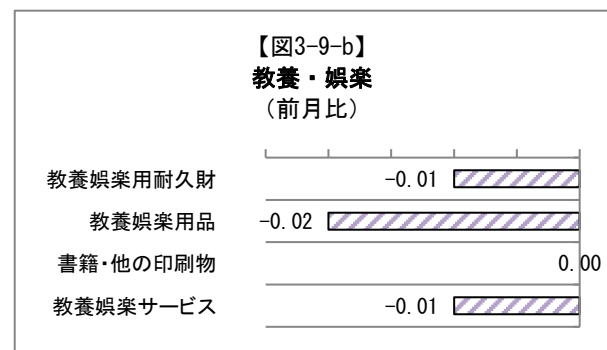 【図3-9-b】
教養・娯楽
（前月比）
教養娯楽用耐久財 -0.01
教養娯楽用品 -0.02
書籍・他の印刷物 0.00
教養娯楽サービス -0.01